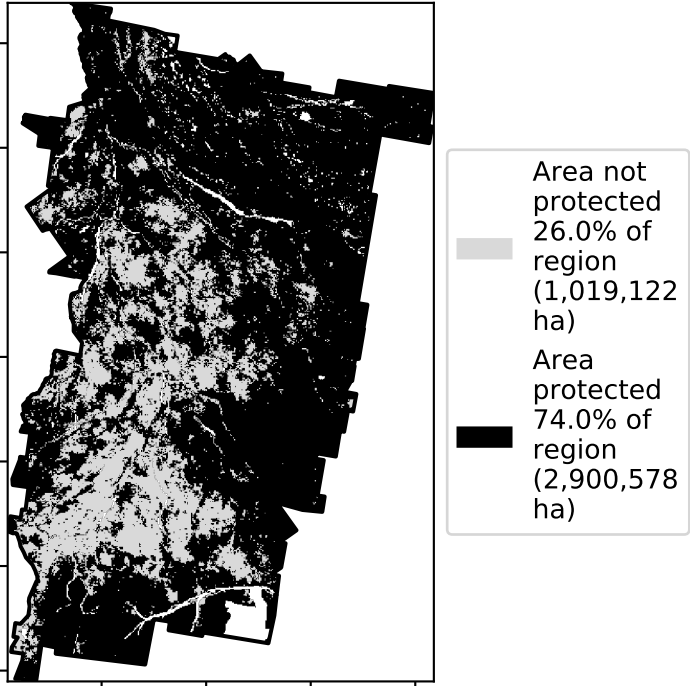 Area not
protected
26.0% of
region
(1,019,122
ha)
Area
protected
74.0% of
region
(2,900,578
ha)